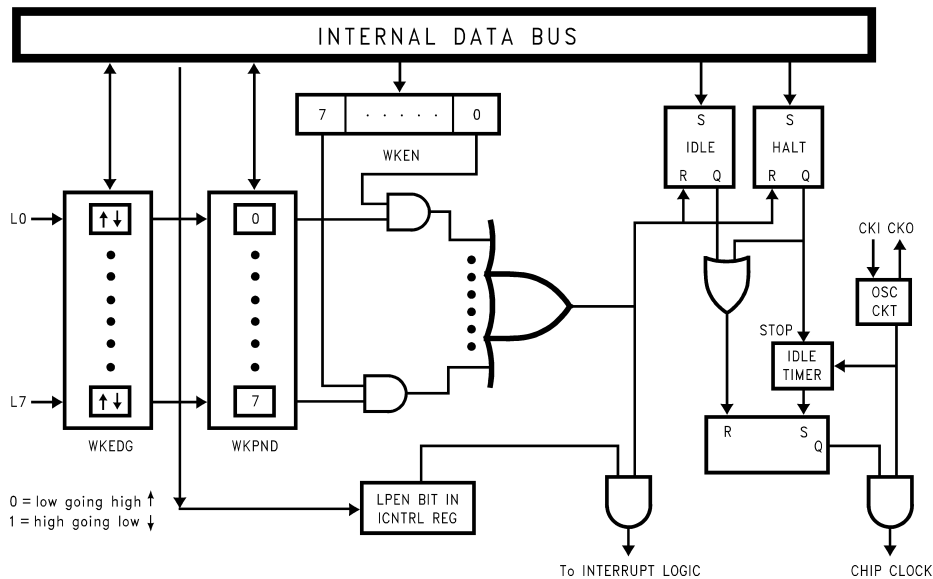 INTERNAL DATA BUS
7 . . . . . 0
WKEN
S
IDLE
R Q
S
HALT
R Q
L0
↑↓
0
CKI CKO
OSC
CKT
STOP
IDLE
TIMER
L7
↑↓
7
WKEDG
WKPND
R S
Q
0 = low going high ↑
1 = high going low ↓
LPEN BIT IN
ICNTRL REG
To INTERRUPT LOGIC
CHIP CLOCK